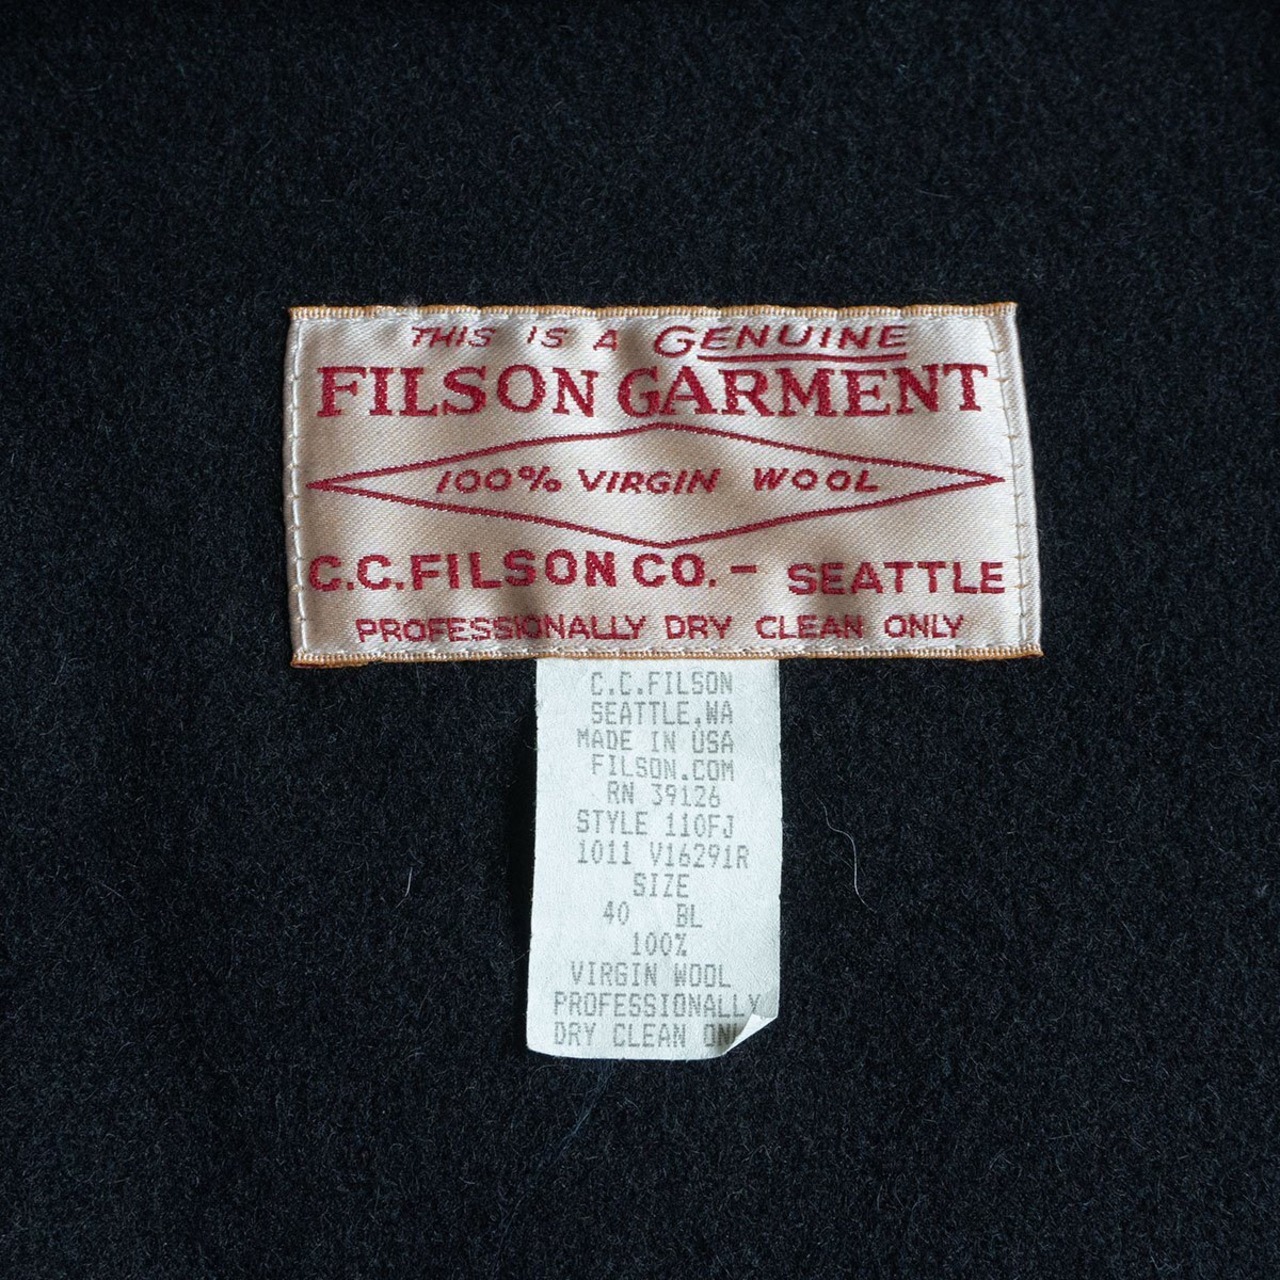 THIS IS A GENUINE
FILSON GARMENT
100% VIRGIN WOOL
C.C.FILSON CO. - SEATTLE
PROFESSIONALLY DRY CLEAN ONLY
C.C.FILSON
SEATTLE,WA
MADE IN USA
FILSON.COM
RN 39126
STYLE 110FJ
1011 V16291R
SIZE
40 BL
100%
VIRGIN WOOL
PROFESSIONALLY
DRY CLEAN